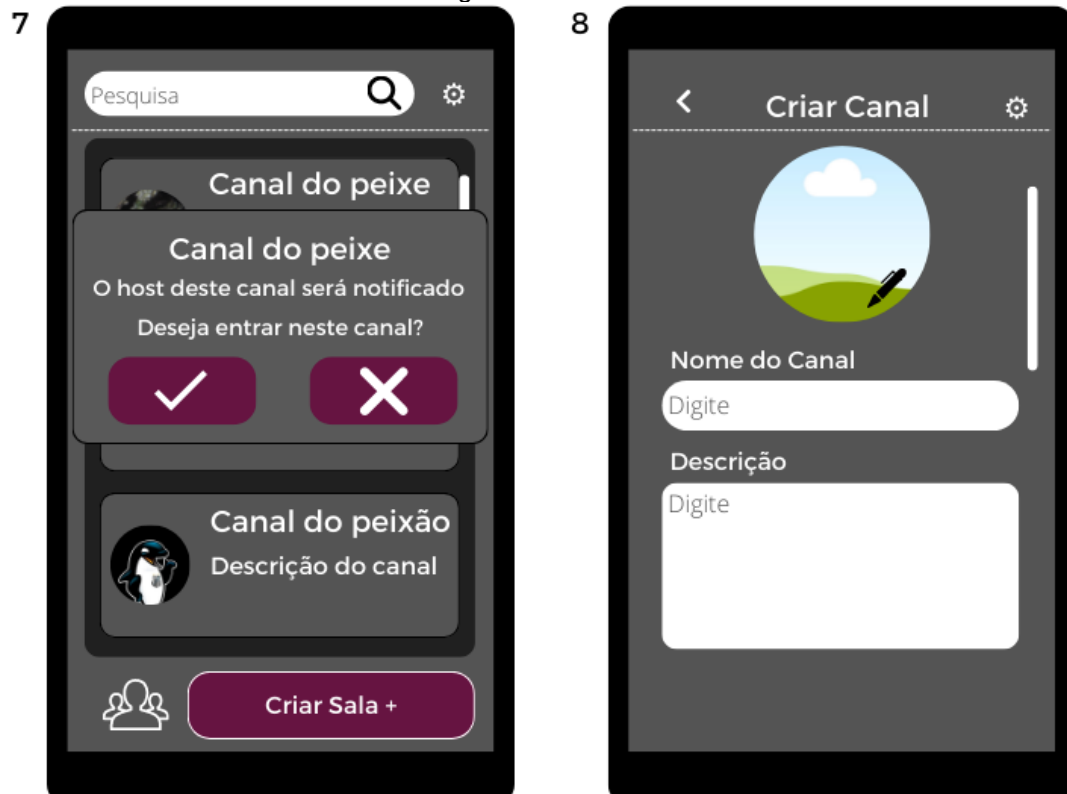 7
Pesquisa
Canal do peixe
Canal do peixe
O host deste canal será notificado
Deseja entrar neste canal?
Canal do peixão
Descrição do canal
Criar Sala +
8
Criar Canal
Nome do Canal
Digite
Descrição
Digite